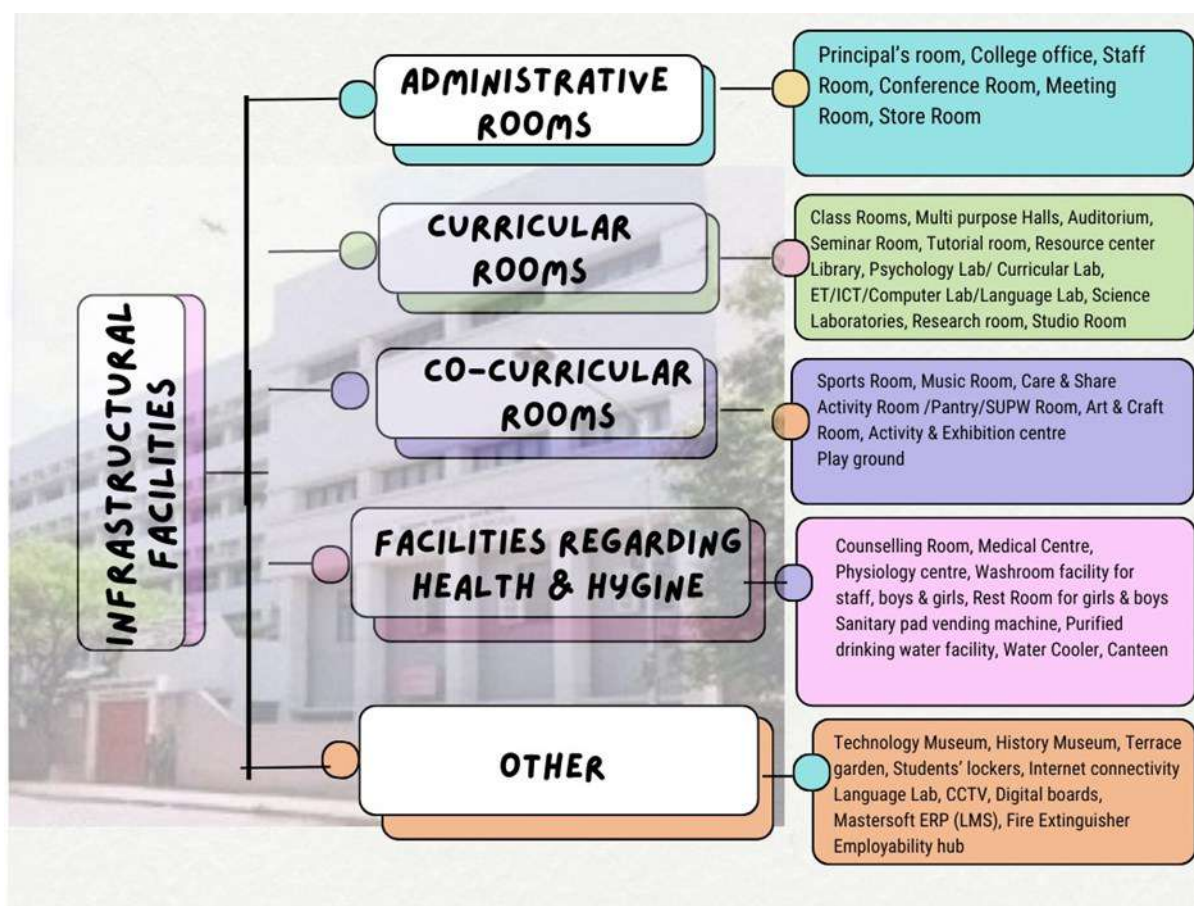 INFRASTRUCTURAL
FACILITIES
ADMINISTRATIVE
ROOMS
Principal's room, College office, Staff
Room, Conference Room, Meeting
Room, Store Room
CURRICULAR
ROOMS
Class Rooms, Multi purpose Halls, Auditorium,
Seminar Room, Tutorial room, Resource center
Library, Psychology Lab/ Curricular Lab,
ET/ICT/Computer Lab/Language Lab, Science
Laboratories, Research room, Studio Room
CO-CURRICULAR
ROOMS
Sports Room, Music Room, Care & Share
Activity Room /Pantry/SUPW Room, Art & Craft
Room, Activity & Exhibition centre
Play ground
FACILITIES REGARDING
HEALTH & HYGINE
Counselling Room, Medical Centre,
Physiology centre, Washroom facility for
staff, boys & girls, Rest Room for girls & boys
Sanitary pad vending machine, Purified
drinking water facility, Water Cooler, Canteen
OTHER
Technology Museum, History Museum, Terrace
garden, Students' lockers, Internet connectivity
Language Lab, CCTV, Digital boards,
Mastersoft ERP (LMS), Fire Extinguisher
Employability hub